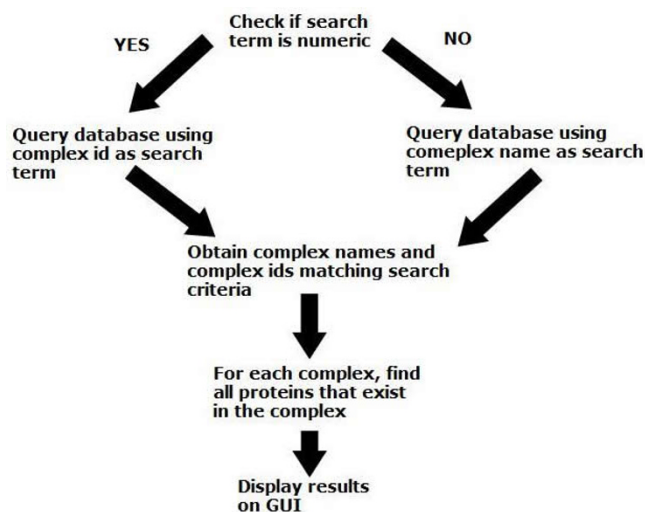 Check if search
term is numeric
YES
NO
Query database using
complex id as search
term
Query database using
comeplex name as search
term
Obtain complex names and
complex ids matching search
criteria
For each complex, find
all proteins that exist
in the complex
Display results
on GUI